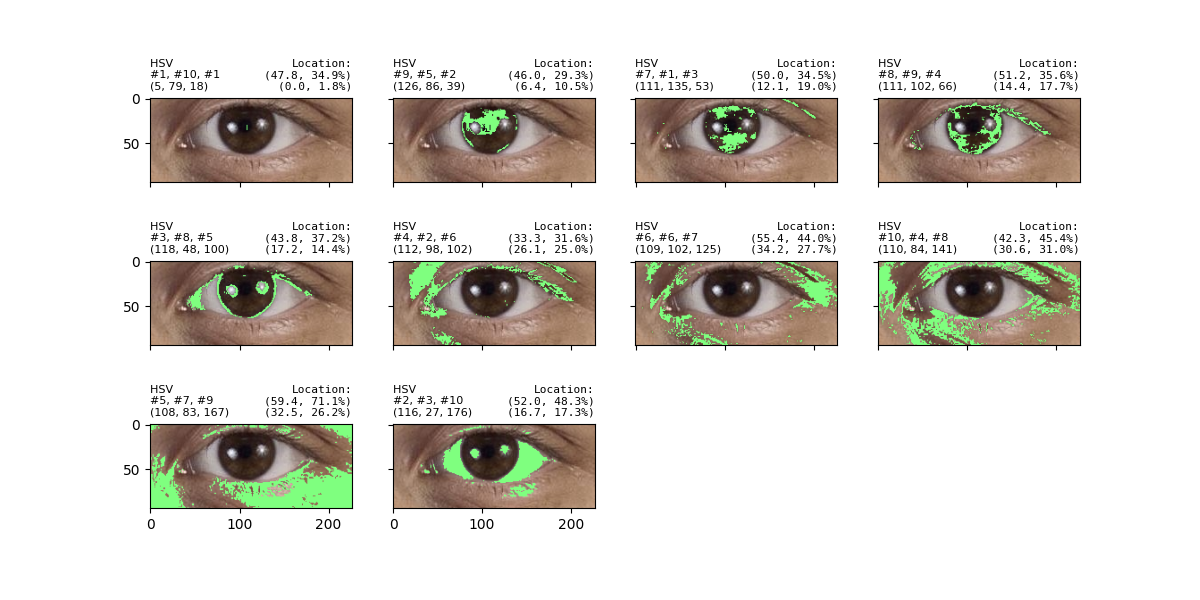 HSV Location:
#1, #10, #1 (47.8, 34.9%)
(5, 79, 18) (0.0, 1.8%)
HSV Location:
#9, #5, #2 (46.0, 29.3%)
(126, 86, 39) (6.4, 10.5%)
HSV Location:
#7, #1, #3 (50.0, 34.5%)
(111, 135, 53) (12.1, 19.0%)
HSV Location:
#8, #9, #4 (51.2, 35.6%)
(111, 102, 66) (14.4, 17.7%)
0
50
HSV Location:
#3, #8, #5 (43.8, 37.2%)
(118, 48, 100) (17.2, 14.4%)
HSV Location:
#4, #2, #6 (33.3, 31.6%)
(112, 98, 102) (26.1, 25.0%)
HSV Location:
#6, #6, #7 (55.4, 44.0%)
(109, 102, 125) (34.2, 27.7%)
HSV Location:
#10, #4, #8 (42.3, 45.4%)
(110, 84, 141) (30.6, 31.0%)
0
50
HSV Location:
#5, #7, #9 (59.4, 71.1%)
(108, 83, 167) (32.5, 26.2%)
HSV Location:
#2, #3, #10 (52.0, 48.3%)
(116, 27, 176) (16.7, 17.3%)
0
50
0 100 200
0 100 200